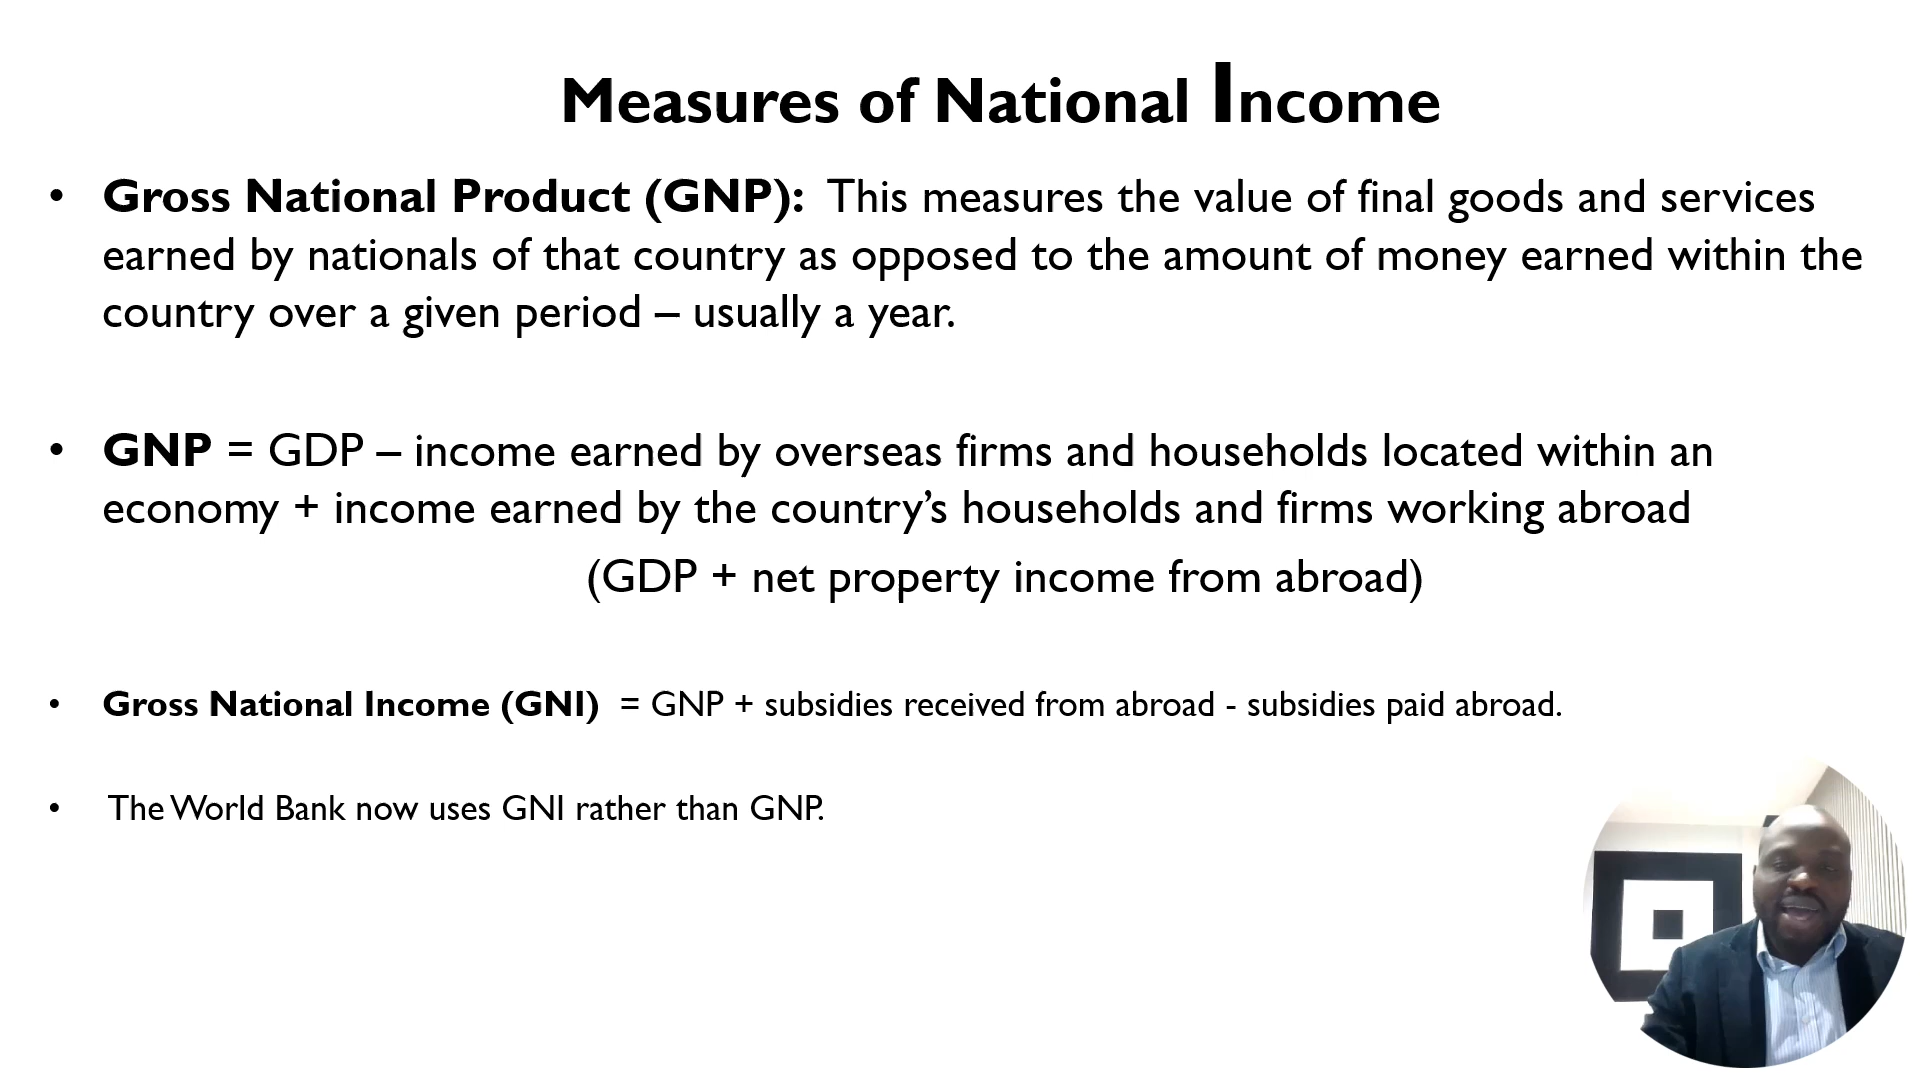 Measures of National Income
• Gross National Product (GNP): This measures the value of final goods and services
earned by nationals of that country as opposed to the amount of money earned within the
country over a given period – usually a year.
• GNP = GDP – income earned by overseas firms and households located within an
economy + income earned by the country’s households and firms working abroad
(GDP + net property income from abroad)
• Gross National Income (GNI) = GNP + subsidies received from abroad - subsidies paid abroad.
• The World Bank now uses GNI rather than GNP.